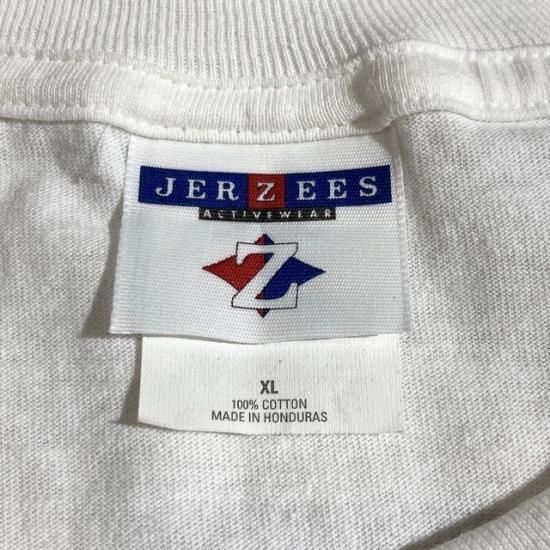 JERZEES
ACTIVEWEAR
Z
XL
100% COTTON
MADE IN HONDURAS